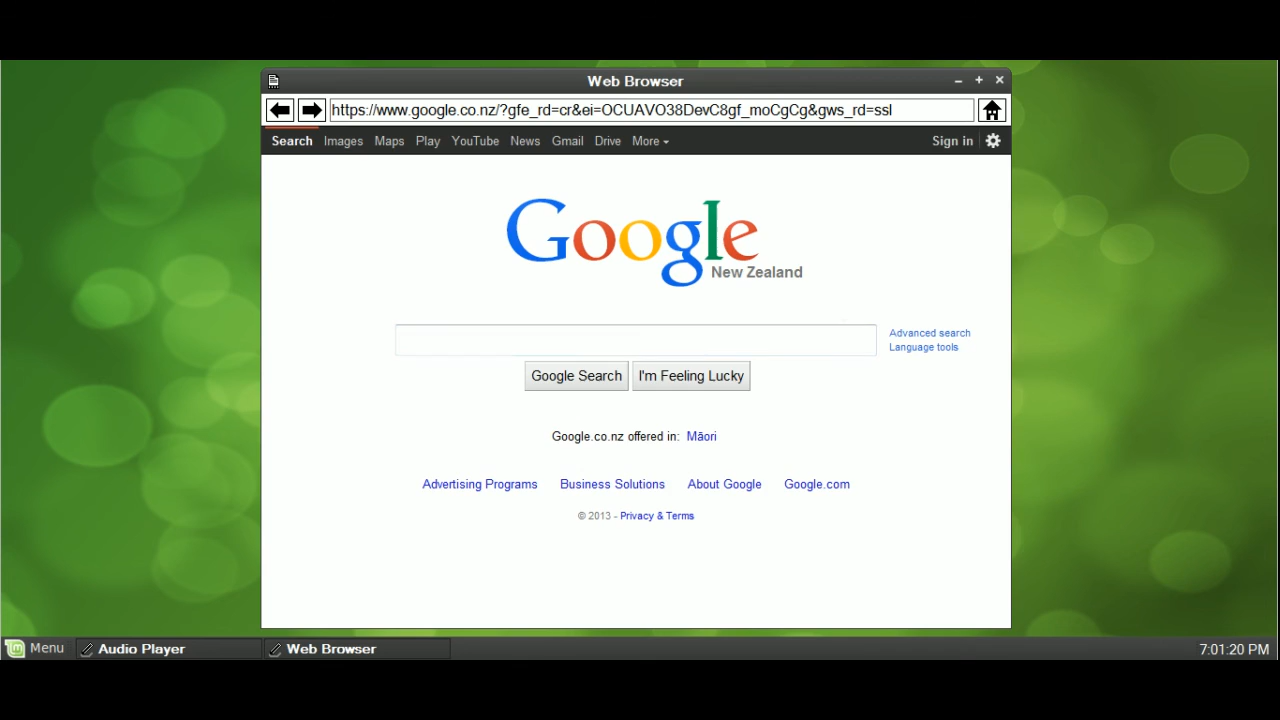 Web Browser
https://www.google.co.nz/?gfe_rd=cr&ei=OCUAVO38DevC8gf_moCgCg&gws_rd=ssl
Search Images Maps Play YouTube News Gmail Drive More Sign in
Google
New Zealand
Advanced search
Language tools
Google Search I'm Feeling Lucky
Google.co.nz offered in: Māori
Advertising Programs Business Solutions About Google Google.com
© 2013 - Privacy & Terms
Menu Audio Player Web Browser 7:01:20 PM